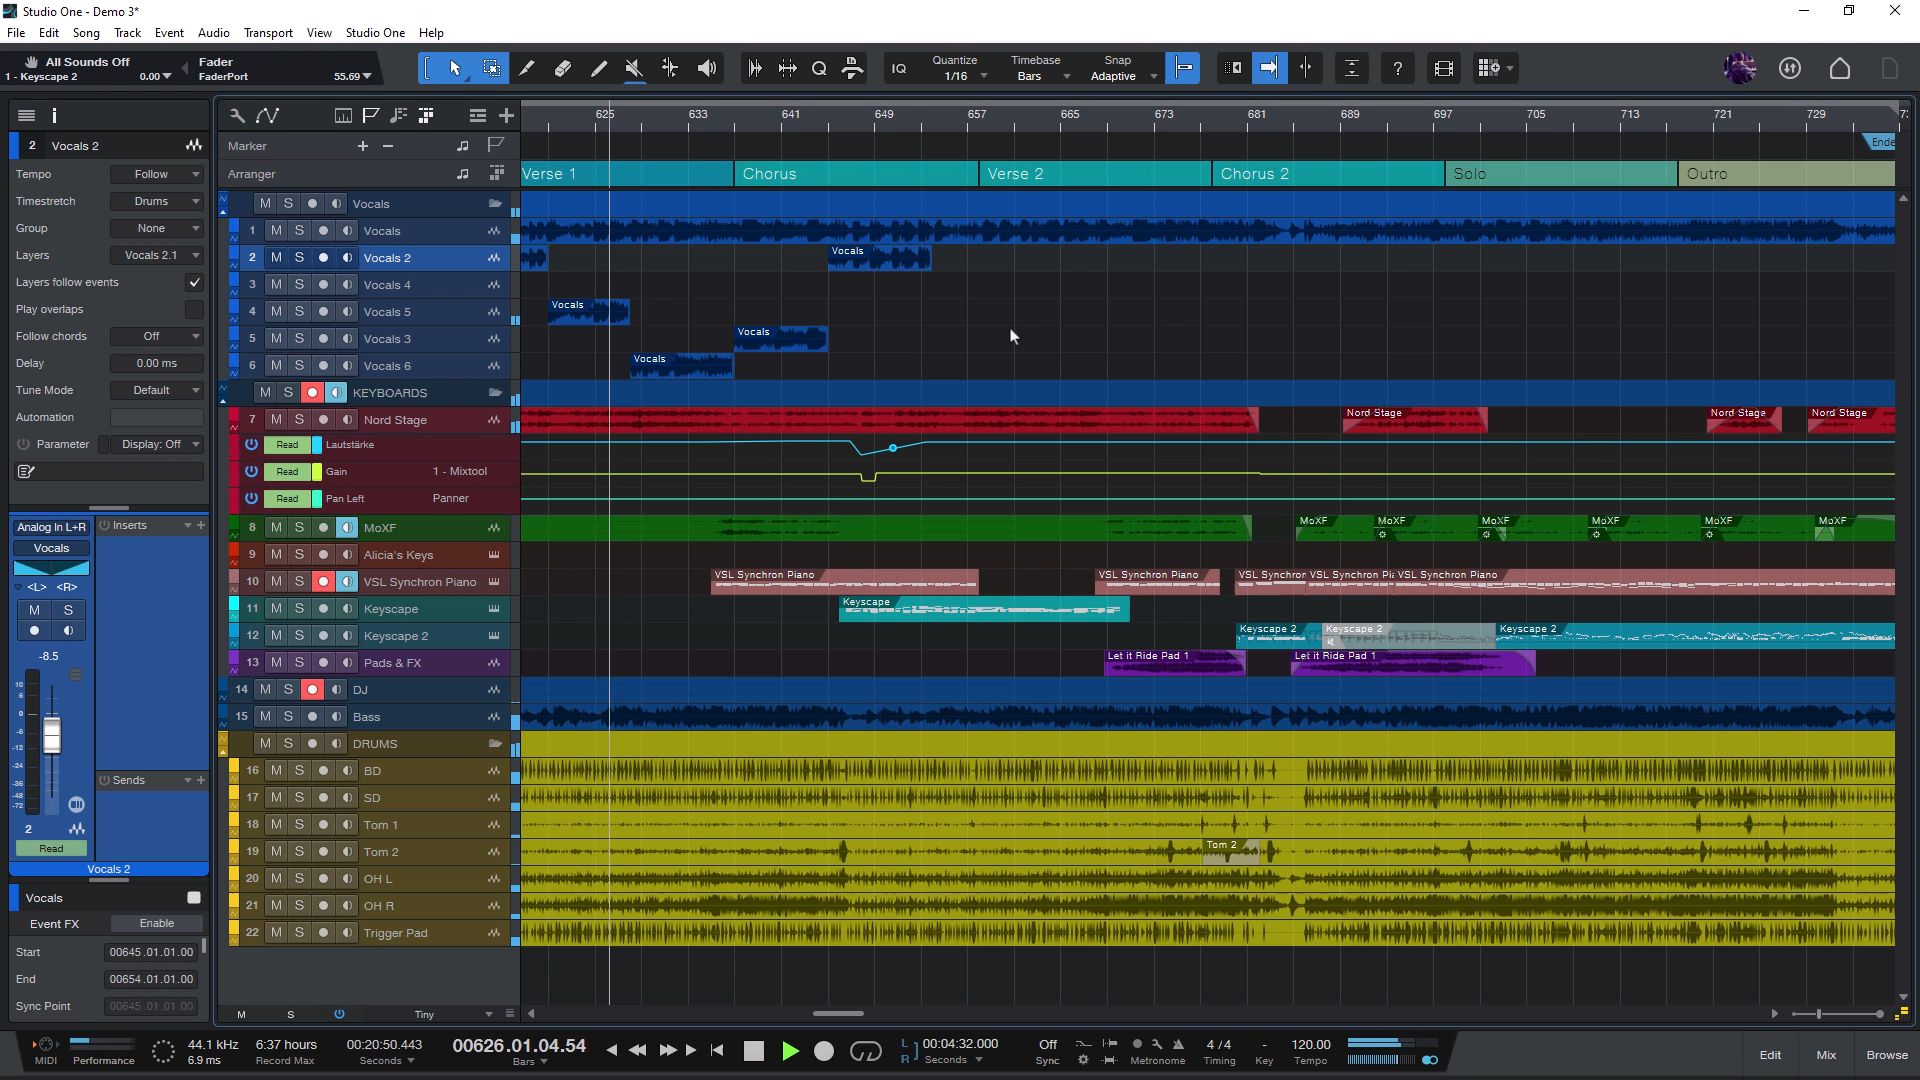 Studio One - Demo 3*
File Edit Song Track Event Audio Transport View Studio One Help
All Sounds Off
1 - Keyscape 2 0.00
Fader
FaderPort 55.69
IQ
Quantize
1/16
Timebase
Bars
Snap
Adaptive
?
625 633 641 649 657 665 673 681 689 697 705 713 721 729
Marker
Ende
Arranger
Verse 1 Chorus Verse 2 Chorus 2 Solo Outro
2 Vocals 2
Tempo Follow
Timestretch Drums
Group None
Layers Vocals 2.1
Layers follow events
Play overlaps
Follow chords Off
Delay 0.00 ms
Tune Mode Default
Automation
Parameter Display: Off
Analog In L+R
Inserts
Vocals
<L> <R>
M S
-8.5
10
6
0
-6
-12
-24
-36
-48
-72
Sends
2
Read
Vocals 2
Vocals
Event FX Enable
Start 00645.01.01.00
End 00654.01.01.00
Sync Point 00645.01.01.00
M S Vocals
1 M S Vocals
2 M S Vocals 2
Vocals
3 M S Vocals 4
4 M S Vocals 5
Vocals
5 M S Vocals 3
Vocals
6 M S Vocals 6
Vocals
M S KEYBOARDS
7 M S Nord Stage
Nord Stage Nord Stage Nord Stage
Read Lautstärke
Read Gain 1 - Mixtool
Read Pan Left Panner
8 M S MoXF
MoXF MoXF MoXF MoXF MoXF MoXF
9 M S Alicia's Keys
10 M S VSL Synchron Piano
VSL Synchron Piano VSL Synchron Piano VSL Synchror VSL Synchron Pi VSL Synchron Piano
11 M S Keyscape
Keyscape
12 M S Keyscape 2
Keyscape 2 Keyscape 2 Keyscape 2
13 M S Pads & FX
Let it Ride Pad 1 Let it Ride Pad 1
14 M S DJ
15 M S Bass
M S DRUMS
16 M S BD
17 M S SD
18 M S Tom 1
19 M S Tom 2
Tom 2
20 M S OH L
21 M S OH R
22 M S Trigger Pad
M S Tiny
MIDI
Performance
44.1 kHz
6.9 ms
6:37 hours
Record Max
00:20:50.443
Seconds
00626.01.04.54
Bars
L
R
00:04:32.000
Seconds
Off
Sync
Metronome
4 / 4
Timing
-
Key
120.00
Tempo
Edit Mix Browse